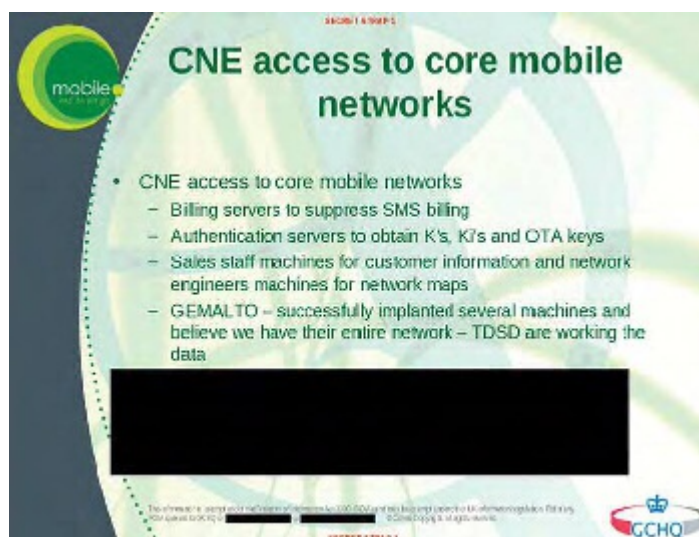 SECRET STRAP 1
mobile
CNE access to core mobile
networks
• CNE access to core mobile networks
– Billing servers to suppress SMS billing
– Authentication servers to obtain K's, Ki's and OTA keys
– Sales staff machines for customer information and network
engineers machines for network maps
– GEMALTO – successfully implanted several machines and
believe we have their entire network – TDSD are working the
data
GCHQ